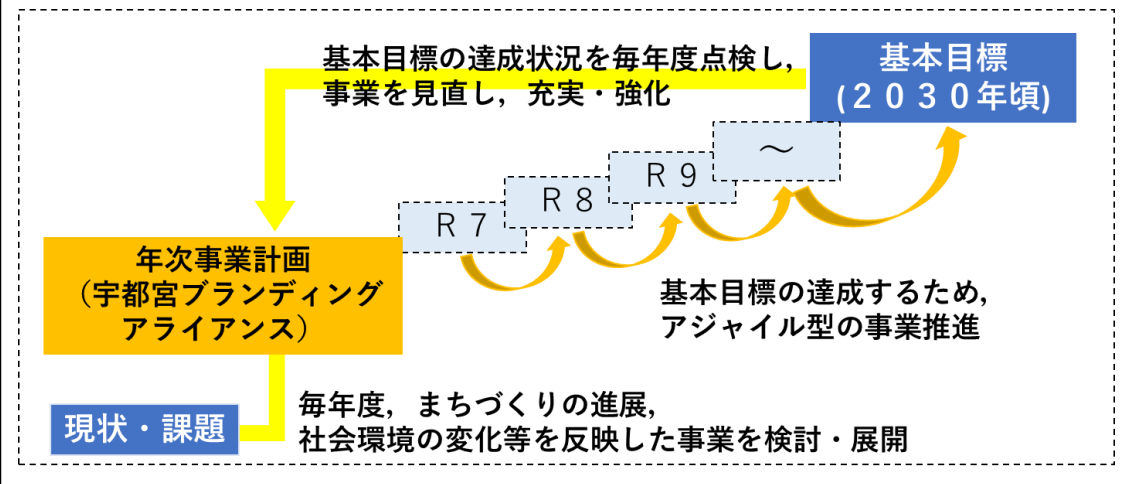 基本目標の達成状況を毎年度点検し，
事業を見直し，充実・強化
基本目標
(２０３０年頃)
～
Ｒ９
Ｒ８
Ｒ７
年次事業計画
（宇都宮ブランディング
アライアンス）
基本目標の達成するため，
アジャイル型の事業推進
現状・課題
毎年度，まちづくりの進展，
社会環境の変化等を反映した事業を検討・展開